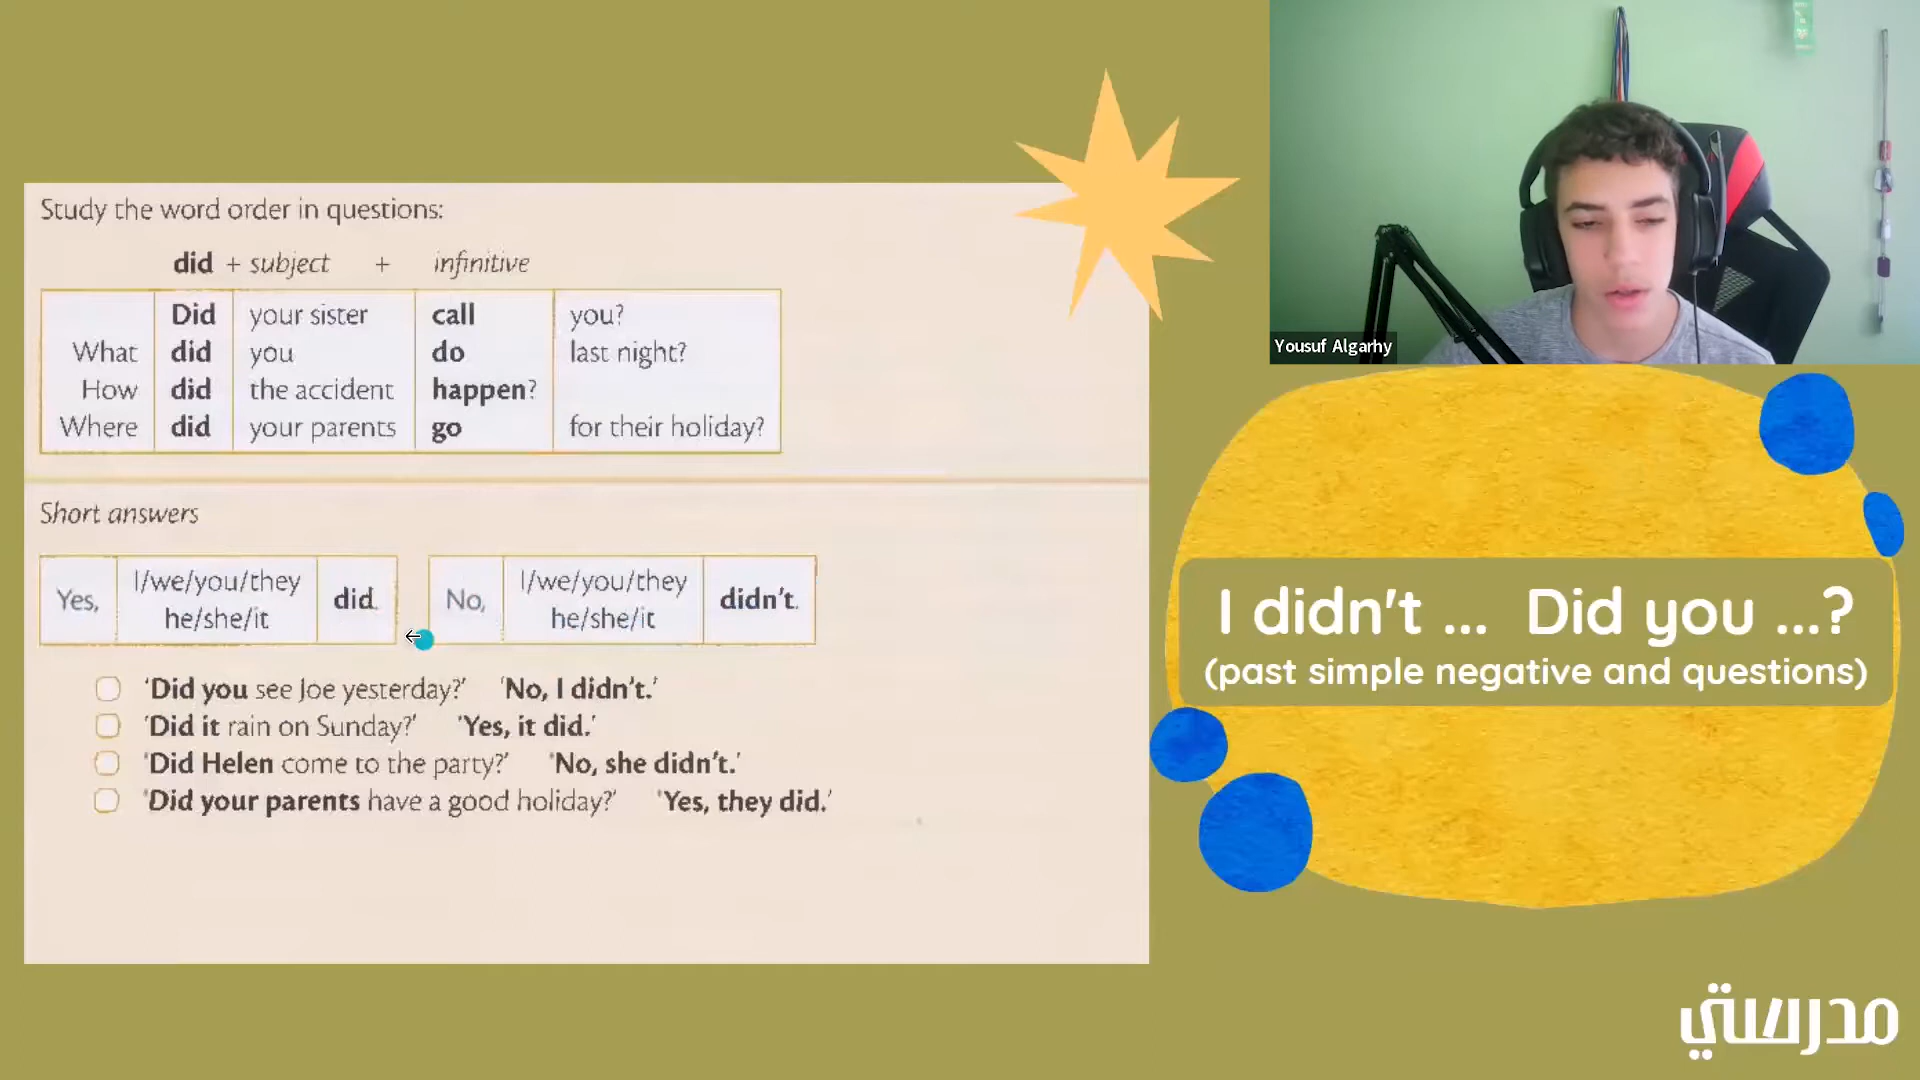 Study the word order in questions:
did + subject + infinitive
Did your sister call you?
What did you do last night?
How did the accident happen?
Where did your parents go for their holiday?
Short answers
Yes, I/we/you/they he/she/it did.
No, I/we/you/they he/she/it didn't.
'Did you see Joe yesterday?' 'No, I didn't.'
'Did it rain on Sunday?' 'Yes, it did.'
'Did Helen come to the party?' 'No, she didn't.'
'Did your parents have a good holiday?' 'Yes, they did.'
Yousuf Algarhy
I didn't ... Did you ...?
(past simple negative and questions)
مدرستي